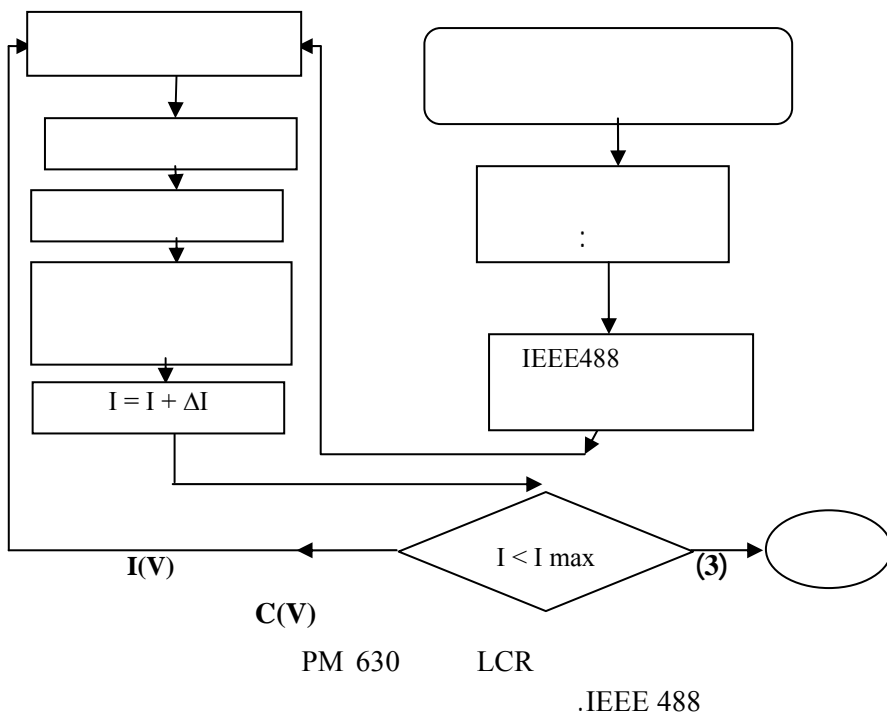 :
IEEE488
I = I + ΔI
I < I max
(3)
I(V)
C(V)
PM 630 LCR
.IEEE 488